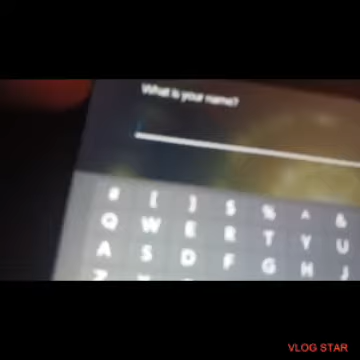 What is your name?
# [ ] $ % ^ &
Q W E R T Y U
A S D F G H J
Z
VLOG STAR